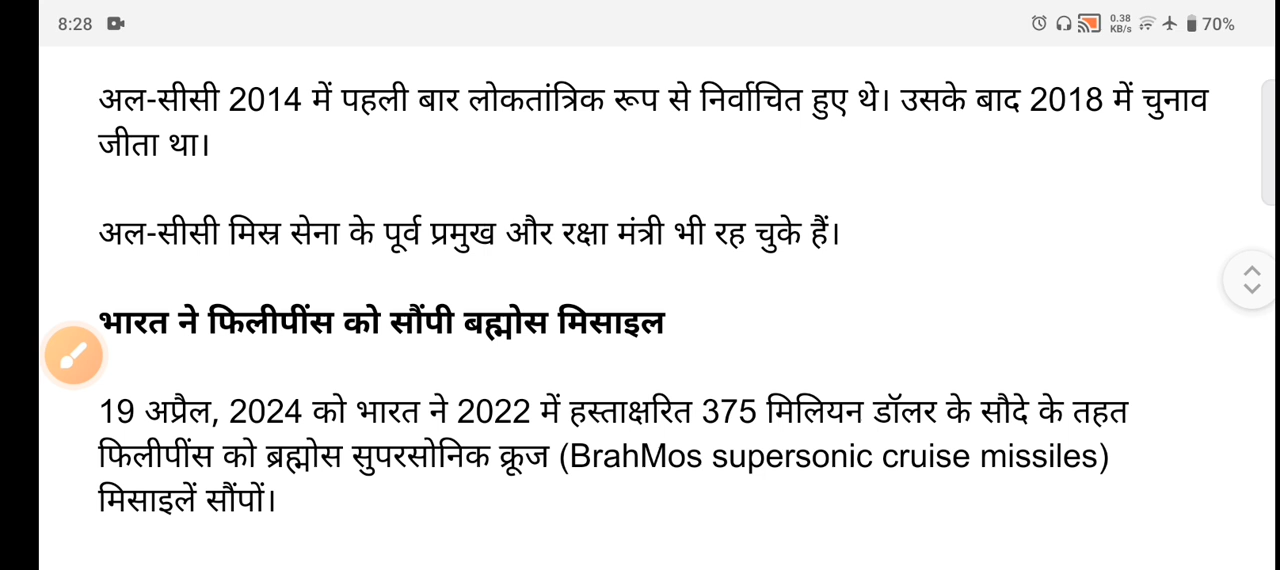 8:28 0.38 KB/s 70%
अल-सीसी 2014 में पहली बार लोकतांत्रिक रूप से निर्वाचित हुए थे। उसके बाद 2018 में चुनाव
जीता था।
अल-सीसी मिस्र सेना के पूर्व प्रमुख और रक्षा मंत्री भी रह चुके हैं।
भारत ने फिलीपींस को सौंपी बह्मोस मिसाइल
19 अप्रैल, 2024 को भारत ने 2022 में हस्ताक्षरित 375 मिलियन डॉलर के सौदे के तहत
फिलीपींस को ब्रह्मोस सुपरसोनिक क्रूज (BrahMos supersonic cruise missiles)
मिसाइलें सौंपों।